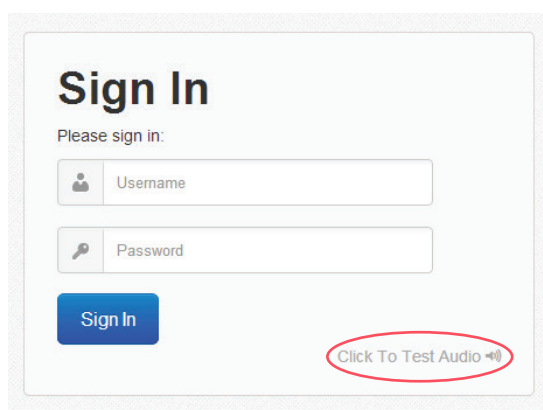 Sign In
Please sign in:
Username
Password
Sign In
Click To Test Audio